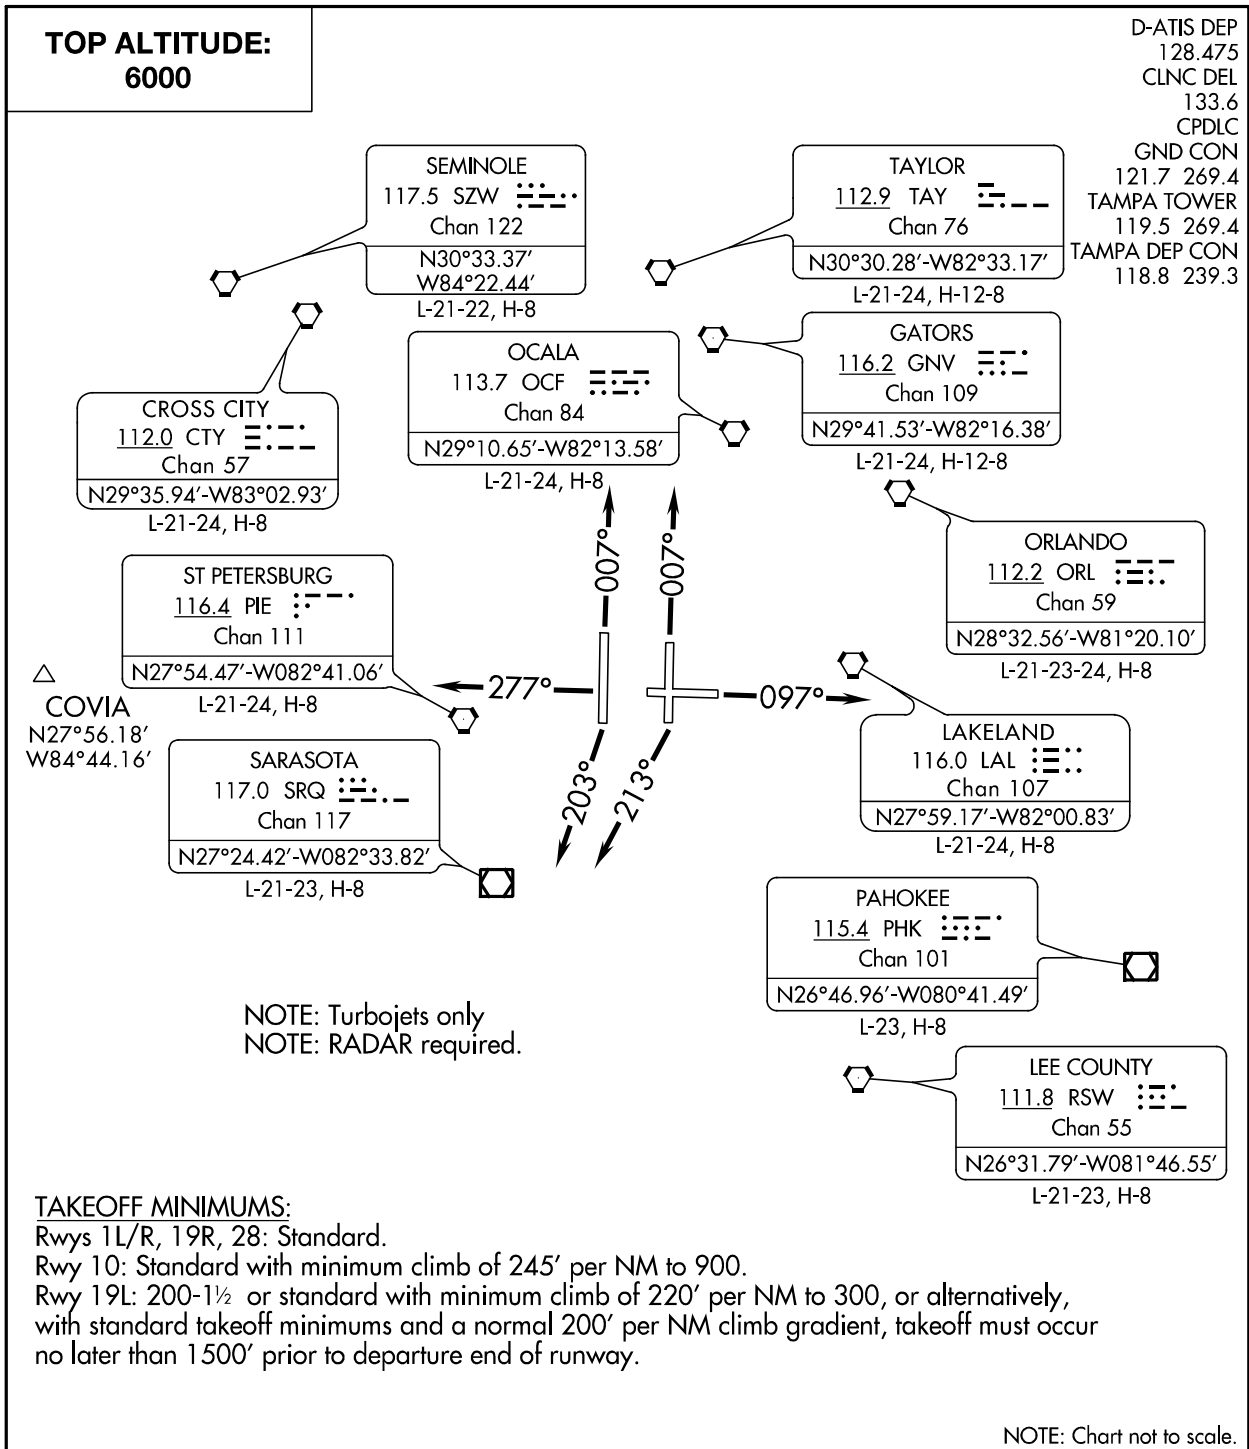 TOP ALTITUDE:
6000
D-ATIS DEP
128.475
CLNC DEL
133.6
CPDLC
GND CON
121.7 269.4
TAMPA TOWER
119.5 269.4
TAMPA DEP CON
118.8 239.3
SEMINOLE
117.5 SZW
Chan 122
N30°33.37′
W84°22.44′
L-21-22, H-8
TAYLOR
112.9 TAY
Chan 76
N30°30.28′-W82°33.17′
L-21-24, H-12-8
GATORS
116.2 GNV
Chan 109
N29°41.53′-W82°16.38′
L-21-24, H-12-8
OCALA
113.7 OCF
Chan 84
N29°10.65′-W82°13.58′
L-21-24, H-8
CROSS CITY
112.0 CTY
Chan 57
N29°35.94′-W83°02.93′
L-21-24, H-8
ORLANDO
112.2 ORL
Chan 59
N28°32.56′-W81°20.10′
L-21-23-24, H-8
ST PETERSBURG
116.4 PIE
Chan 111
N27°54.47′-W082°41.06′
L-21-24, H-8
007°
007°
277°
097°
203°
213°
COVIA
N27°56.18′
W84°44.16′
LAKELAND
116.0 LAL
Chan 107
N27°59.17′-W82°00.83′
L-21-24, H-8
SARASOTA
117.0 SRQ
Chan 117
N27°24.42′-W082°33.82′
L-21-23, H-8
PAHOKEE
115.4 PHK
Chan 101
N26°46.96′-W080°41.49′
L-23, H-8
NOTE: Turbojets only
NOTE: RADAR required.
LEE COUNTY
111.8 RSW
Chan 55
N26°31.79′-W081°46.55′
L-21-23, H-8
TAKEOFF MINIMUMS:
Rwys 1L/R, 19R, 28: Standard.
Rwy 10: Standard with minimum climb of 245′ per NM to 900.
Rwy 19L: 200-1½ or standard with minimum climb of 220′ per NM to 300, or alternatively,
with standard takeoff minimums and a normal 200′ per NM climb gradient, takeoff must occur
no later than 1500′ prior to departure end of runway.
NOTE: Chart not to scale.